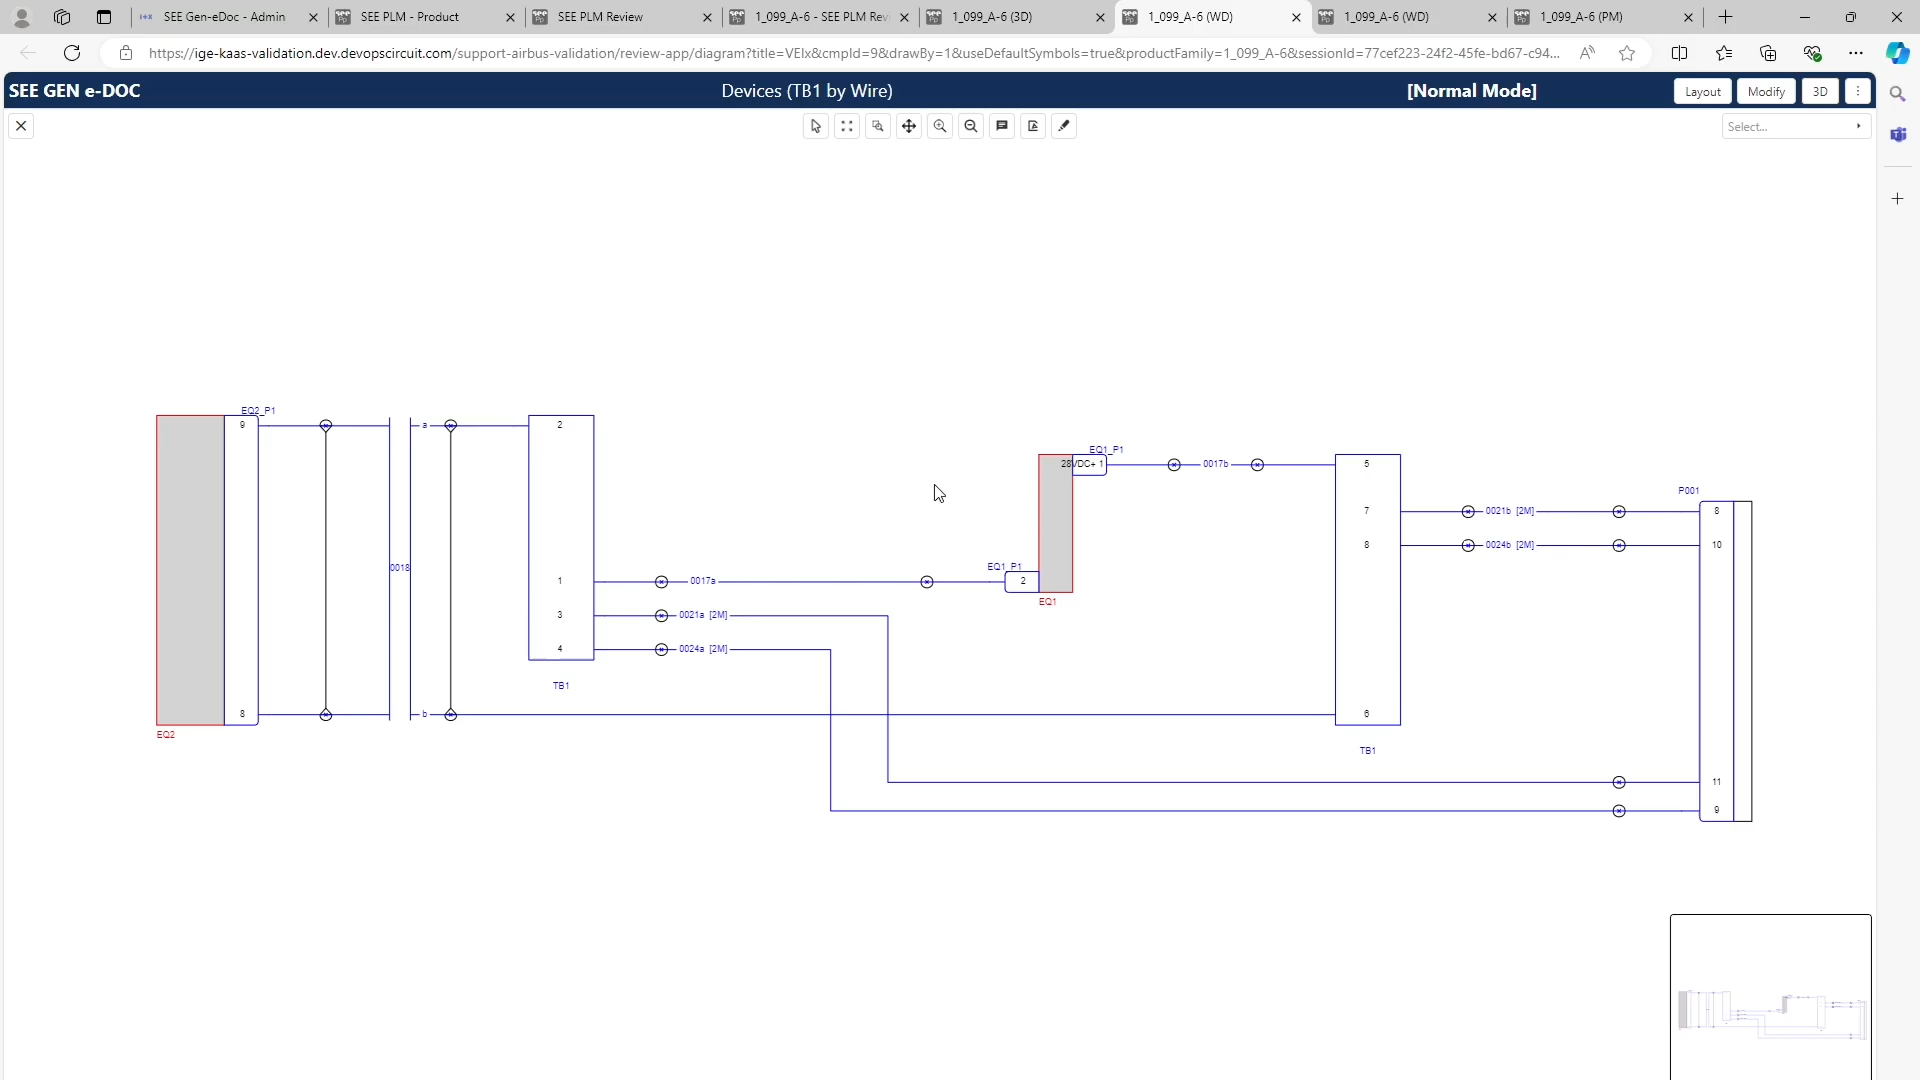 SEE Gen-eDoc - Admin
SEE PLM - Product
SEE PLM Review
1_099_A-6 - SEE PLM Rev
1_099_A-6 (3D)
1_099_A-6 (WD)
1_099_A-6 (WD)
1_099_A-6 (PM)
https://ige-kaas-validation.dev.devopscircuit.com/support-airbus-validation/review-app/diagram?title=VEIx&cmpId=9&drawBy=1&useDefaultSymbols=true&productFamily=1_099_A-6&sessionId=77cef223-24f2-45fe-bd67-c94...
SEE GEN e-DOC
Devices (TB1 by Wire)
[Normal Mode]
Layout
Modify
3D
Select...
EQ2_P1
9
a
2
EQ1_P1
28VDC+ 1
0017b
5
P001
7
0021b [2M]
8
8
0024b [2M]
10
0018
EQ1_P1
1
0017a
2
EQ1
3
0021a [2M]
4
0024a [2M]
TB1
8
b
6
EQ2
TB1
11
9